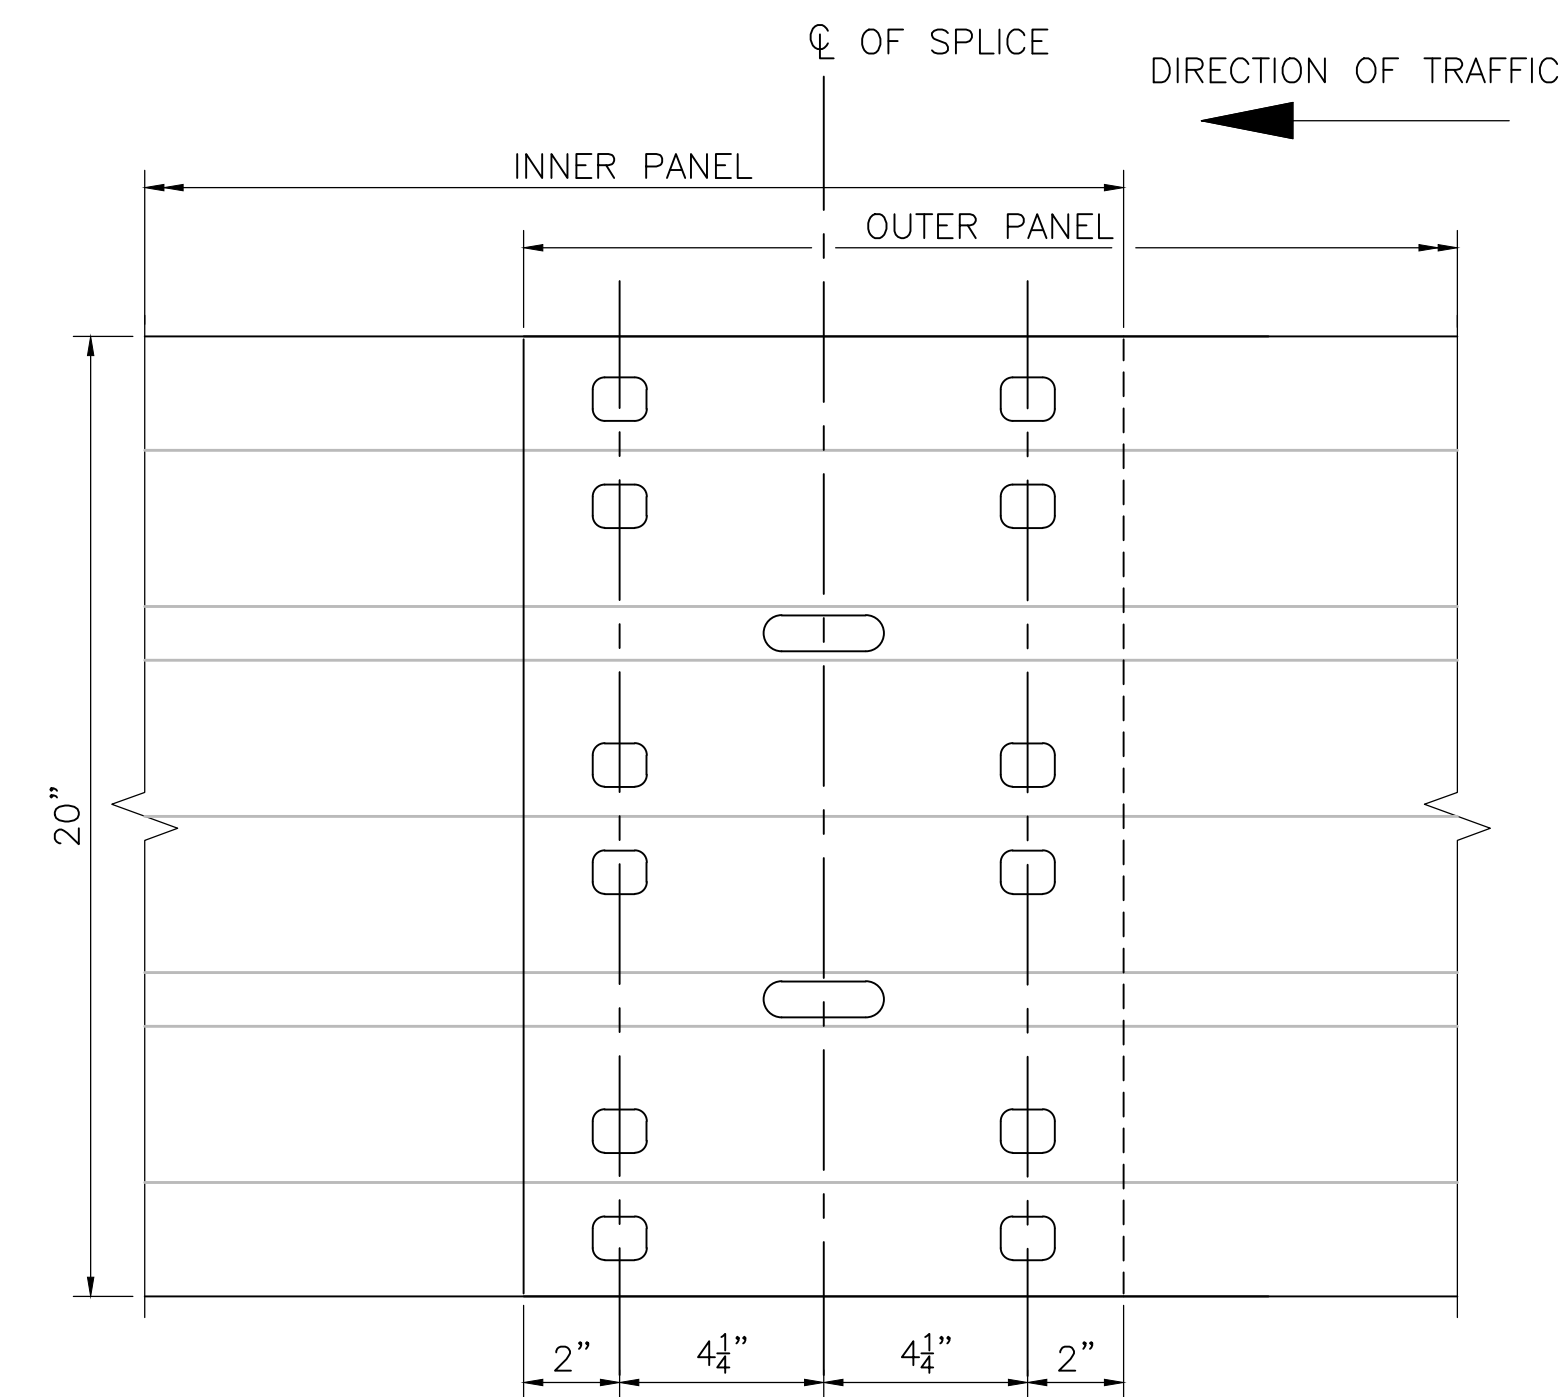 ℄ OF SPLICE
DIRECTION OF TRAFFIC
INNER PANEL
OUTER PANEL
20"
2" 4¼" 4¼" 2"